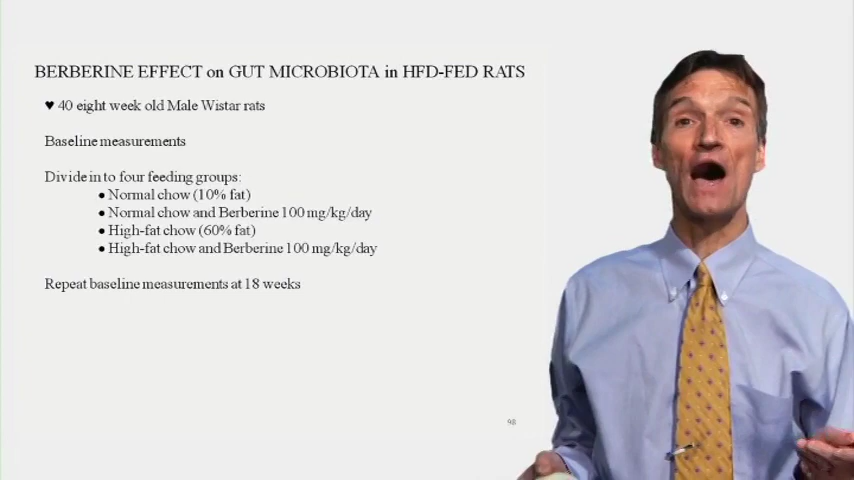 BERBERINE EFFECT on GUT MICROBIOTA in HFD-FED RATS
♥ 40 eight week old Male Wistar rats
Baseline measurements
Divide in to four feeding groups:
● Normal chow (10% fat)
● Normal chow and Berberine 100 mg/kg/day
● High-fat chow (60% fat)
● High-fat chow and Berberine 100 mg/kg/day
Repeat baseline measurements at 18 weeks
98